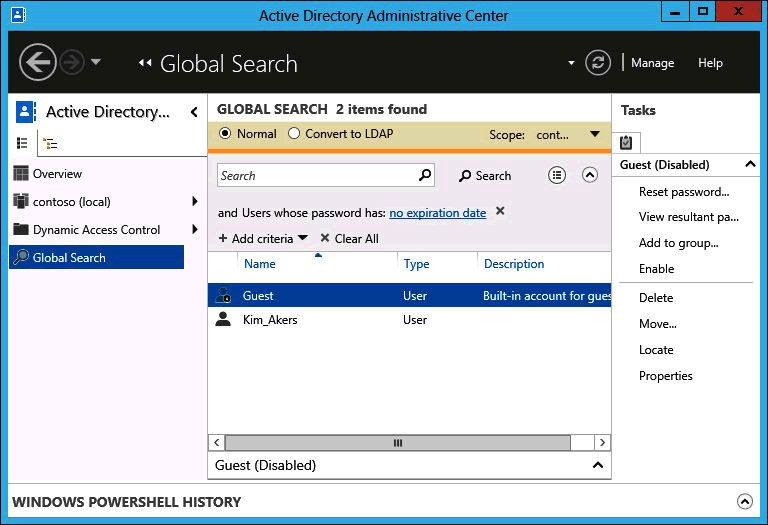 Active Directory Administrative Center
Global Search
Manage
Help
Active Directory...
Overview
contoso (local)
Dynamic Access Control
Global Search
GLOBAL SEARCH 2 items found
Normal
Convert to LDAP
Scope: cont...
Search
Search
and Users whose password has: no expiration date
Add criteria
Clear All
Name Type Description
Guest User Built-in account for gues
Kim_Akers User
Guest (Disabled)
Tasks
Guest (Disabled)
Reset password...
View resultant pa...
Add to group...
Enable
Delete
Move...
Locate
Properties
WINDOWS POWERSHELL HISTORY